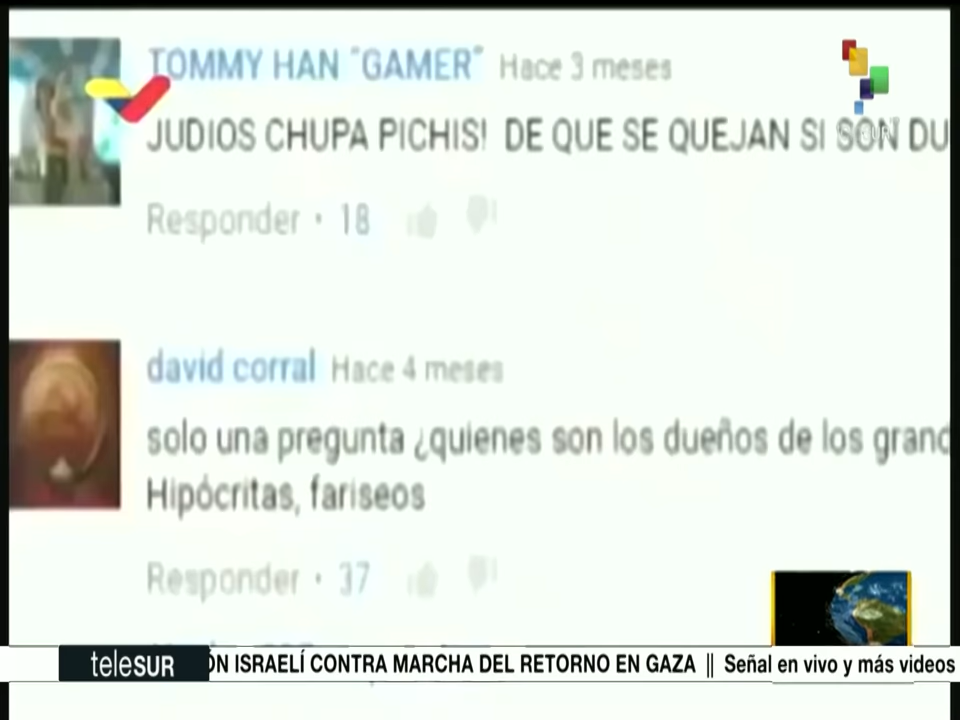 TOMMY HAN "GAMER" Hace 3 meses
JUDIOS CHUPA PICHIS! DE QUE SE QUEJAN SI SON DU
Responder · 18
david corral Hace 4 meses
solo una pregunta ¿quienes son los dueños de los grand
Hipócritas, fariseos
Responder · 37
teleSUR ÓN ISRAELÍ CONTRA MARCHA DEL RETORNO EN GAZA || Señal en vivo y más videos